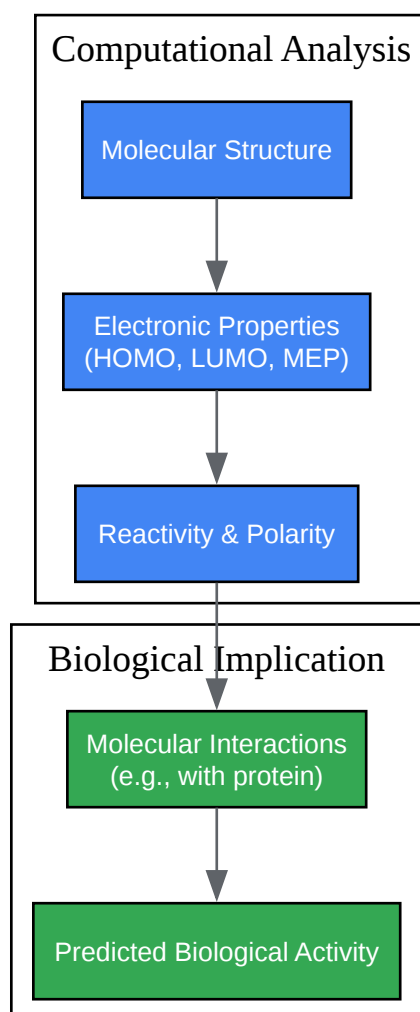 Computational Analysis
Molecular Structure
Electronic Properties
(HOMO, LUMO, MEP)
Reactivity & Polarity
Biological Implication
Molecular Interactions
(e.g., with protein)
Predicted Biological Activity